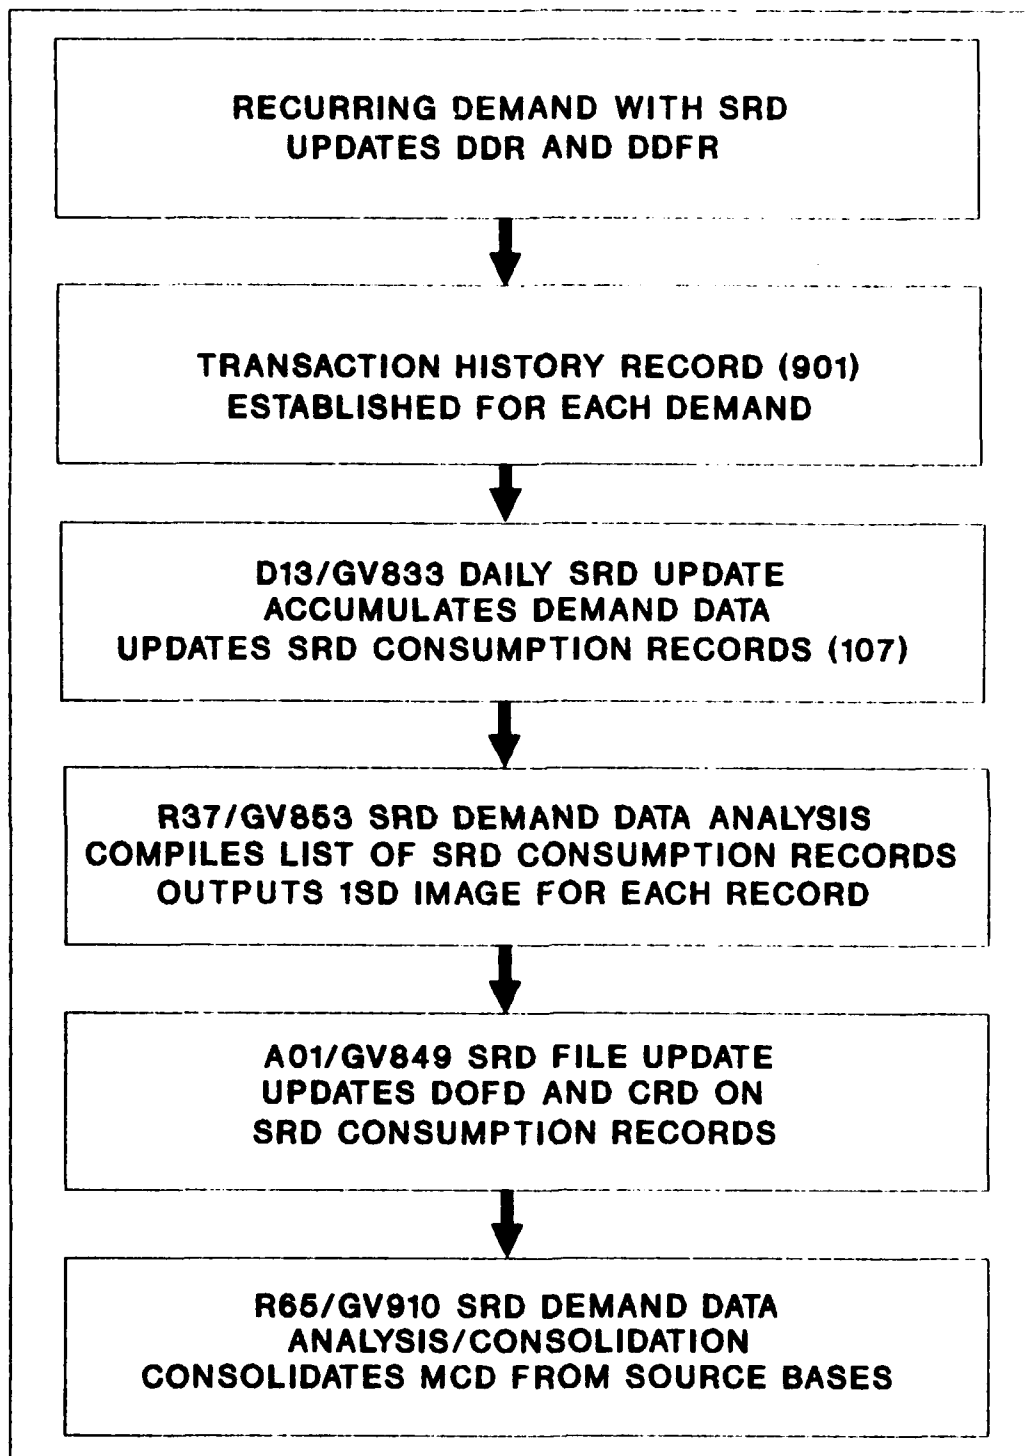 RECURRING DEMAND WITH SRD
UPDATES DDR AND DDFR
TRANSACTION HISTORY RECORD (901)
ESTABLISHED FOR EACH DEMAND
D13/GV833 DAILY SRD UPDATE
ACCUMULATES DEMAND DATA
UPDATES SRD CONSUMPTION RECORDS (107)
R37/GV853 SRD DEMAND DATA ANALYSIS
COMPILES LIST OF SRD CONSUMPTION RECORDS
OUTPUTS 1SD IMAGE FOR EACH RECORD
A01/GV849 SRD FILE UPDATE
UPDATES DOFD AND CRD ON
SRD CONSUMPTION RECORDS
R65/GV910 SRD DEMAND DATA
ANALYSIS/CONSOLIDATION
CONSOLIDATES MCD FROM SOURCE BASES